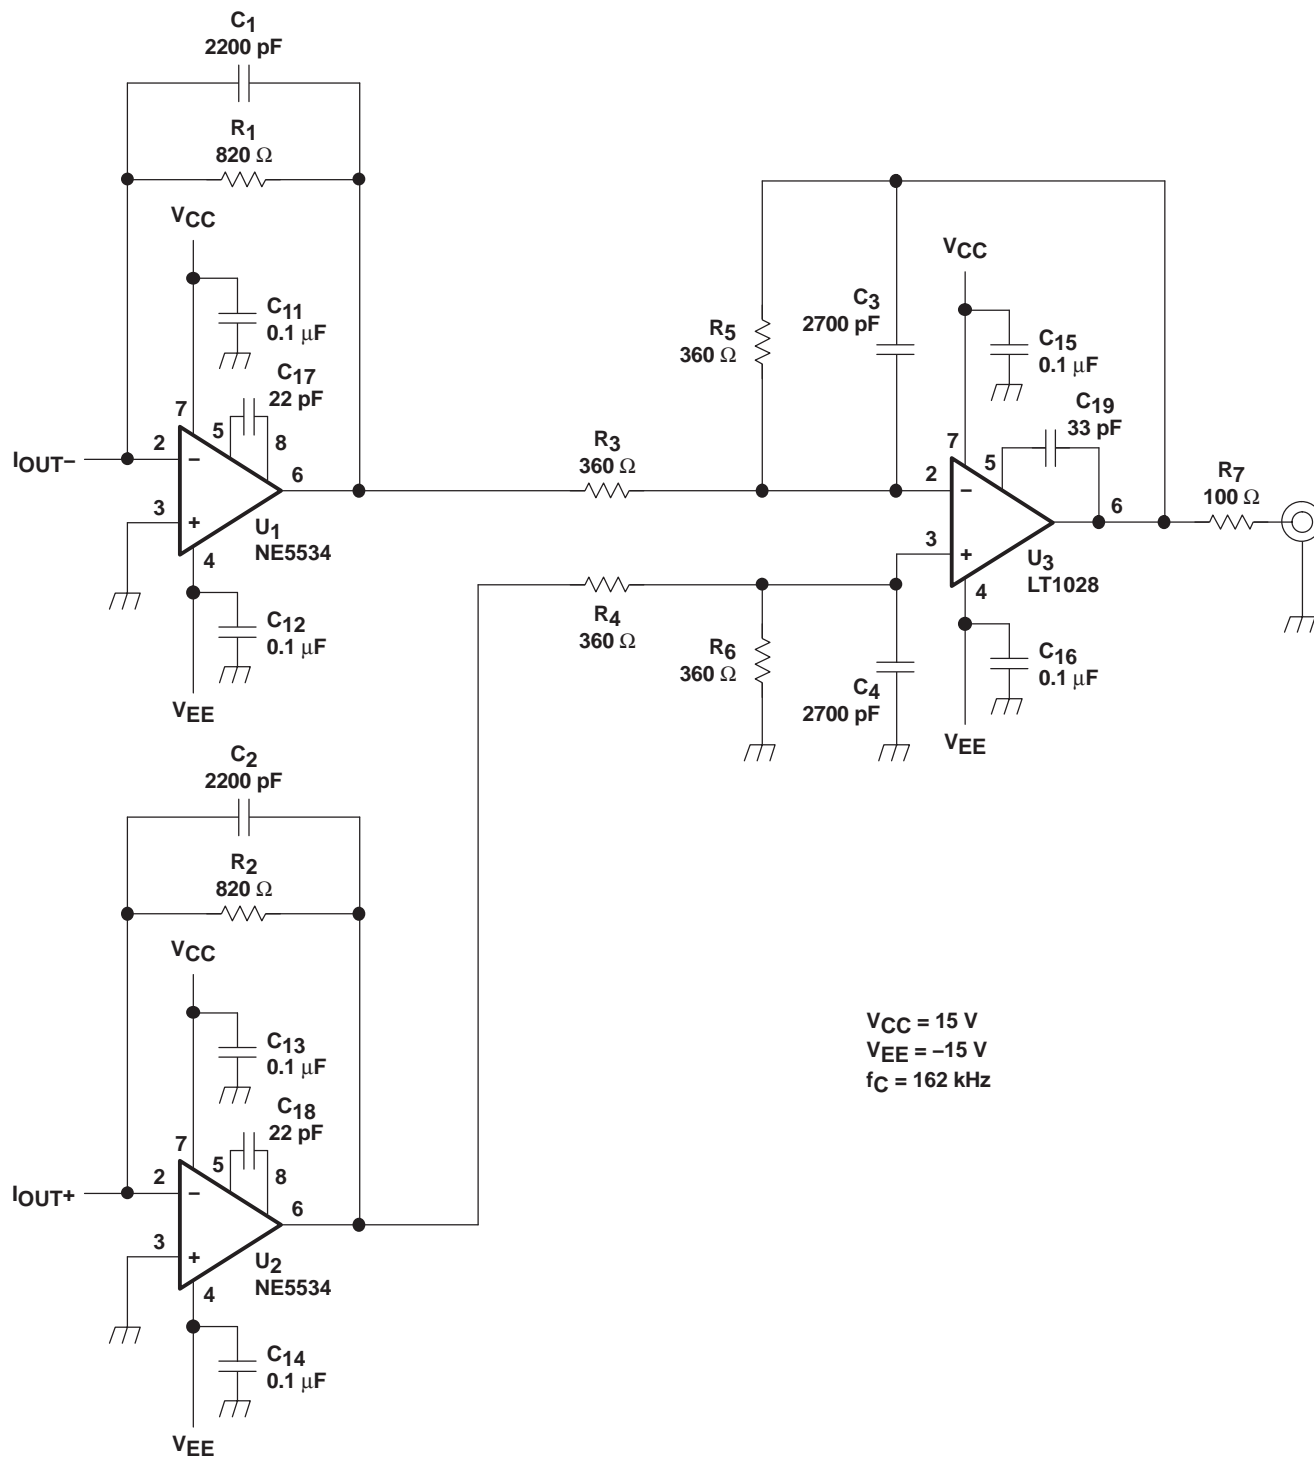 C1
2200 pF
R1
820 Ω
VCC
C11
0.1 μF
C17
22 pF
7
5
8
2
IOUT–
–
6
3
+
U1
NE5534
4
C12
0.1 μF
VEE
R3
360 Ω
R5
360 Ω
C3
2700 pF
VCC
C15
0.1 μF
C19
33 pF
7
5
2
–
6
R7
100 Ω
3
+
U3
LT1028
4
R4
360 Ω
R6
360 Ω
C4
2700 pF
C16
0.1 μF
VEE
C2
2200 pF
R2
820 Ω
VCC
C13
0.1 μF
C18
22 pF
7
5
8
2
IOUT+
–
6
3
+
U2
NE5534
4
C14
0.1 μF
VEE
VCC = 15 V
VEE = –15 V
fC = 162 kHz